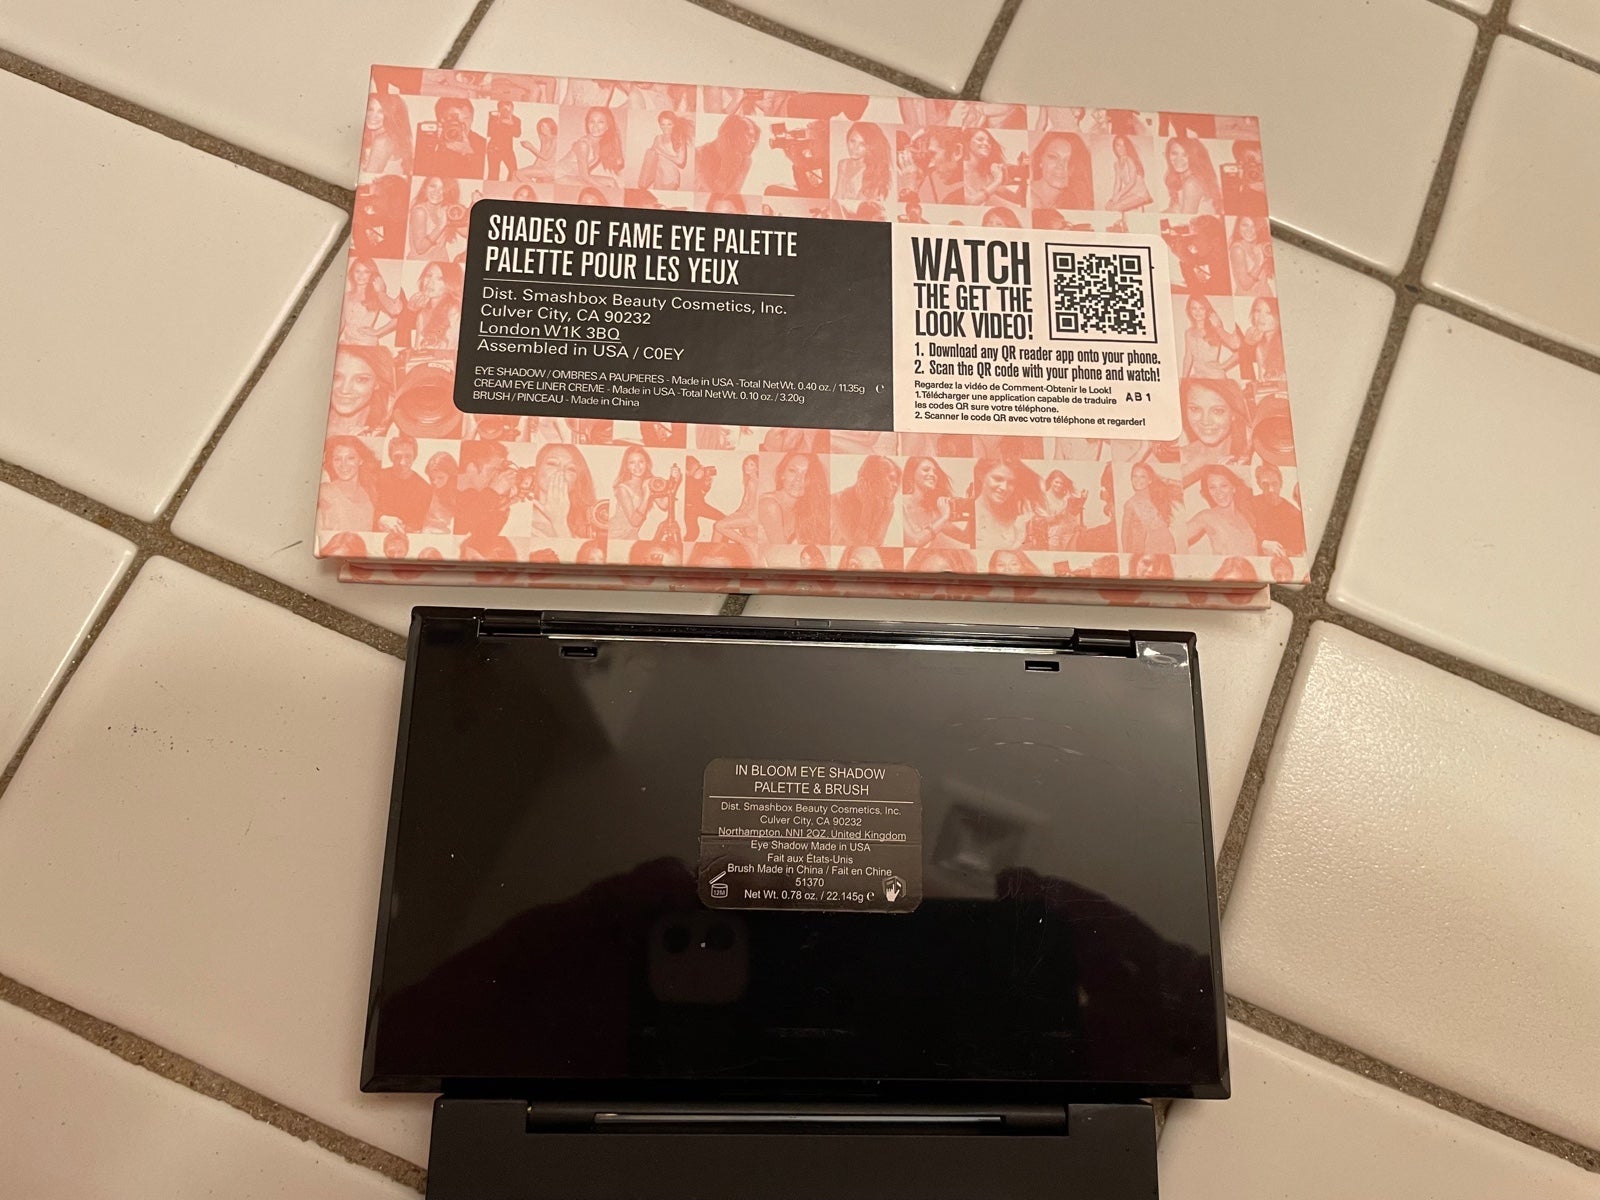 SHADES OF FAME EYE PALETTE
PALETTE POUR LES YEUX
Dist. Smashbox Beauty Cosmetics, Inc.
Culver City, CA 90232
London W1K 3BQ
Assembled in USA / C0EY
EYE SHADOW / OMBRES A PAUPIERES - Made in USA -Total Net Wt. 0.40 oz. / 11.35g ℮
CREAM EYE LINER CREME - Made in USA -Total Net Wt. 0.10 oz. / 3.20g
BRUSH / PINCEAU - Made in China
WATCH
THE GET THE
LOOK VIDEO!
1. Download any QR reader app onto your phone.
2. Scan the QR code with your phone and watch!
Regardez la vidéo de Comment-Obtenir le Look!
1.Télécharger une application capable de traduire
les codes QR sure votre téléphone.
2. Scanner le code QR avec votre téléphone et regarder!
AB1
IN BLOOM EYE SHADOW
PALETTE & BRUSH
Dist. Smashbox Beauty Cosmetics, Inc.
Culver City, CA 90232
Northampton, NN1 2QZ, United Kingdom
Eye Shadow Made in USA
Fait aux États-Unis
Brush Made in China / Fait en Chine
51370
Net Wt. 0.78 oz. / 22.145g ℮
12M